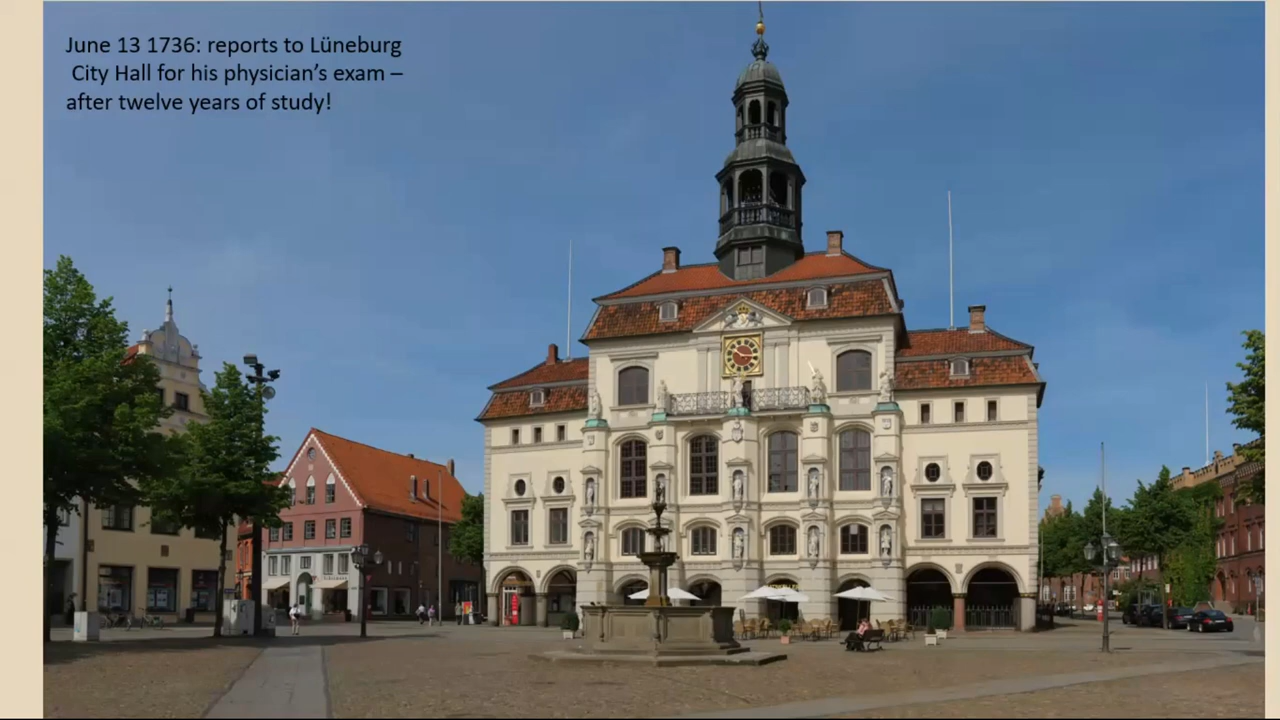 June 13 1736: reports to Lüneburg
City Hall for his physician’s exam –
after twelve years of study!